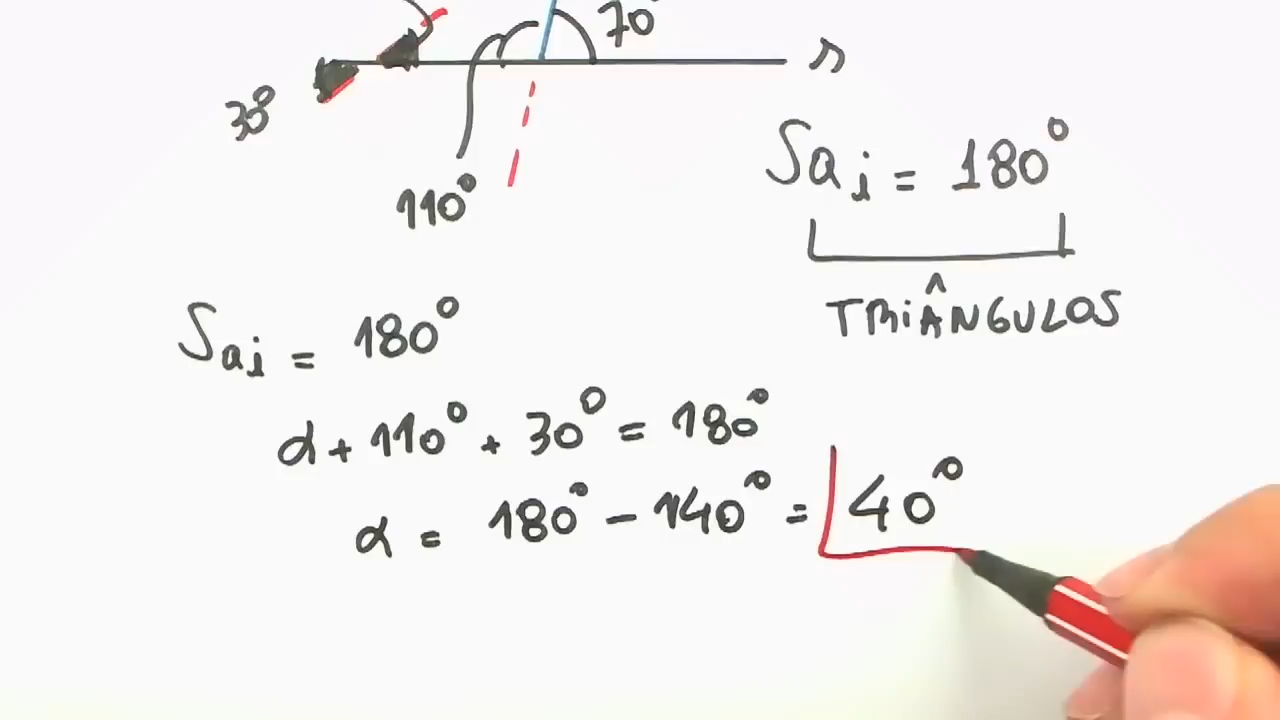 70°
r
30°
110°
Sai = 180°
TRIÂNGULOS
Sai = 180°
α + 110° + 30° = 180°
α = 180° - 140° = 40°